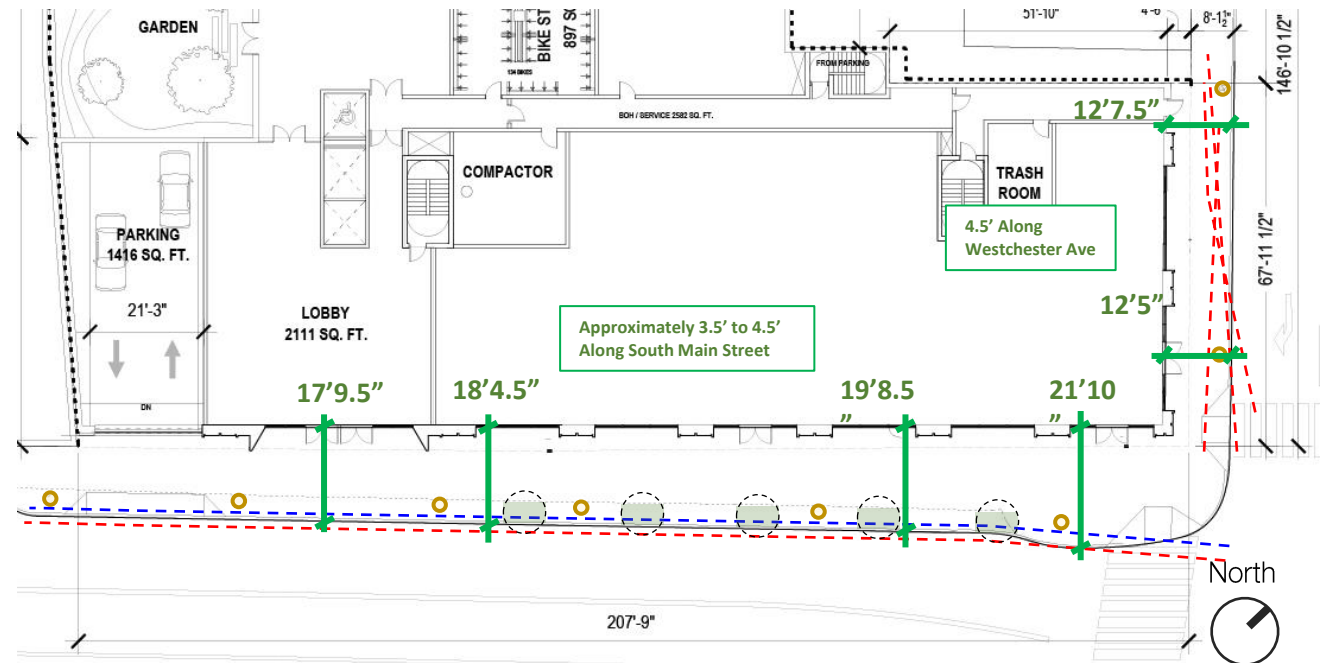 GARDEN
BIKE ST
897 SQ
134 BIKES
51'-10"
4'-6
8'-1½"
146'-10 1/2"
FROM PARKING
BOH / SERVICE 2582 SQ. FT.
12'7.5”
COMPACTOR
TRASH
ROOM
4.5’ Along
Westchester Ave
PARKING
1416 SQ. FT.
21'-3"
LOBBY
2111 SQ. FT.
67'-11 1/2"
12’5”
Approximately 3.5’ to 4.5’
Along South Main Street
17’9.5”
18’4.5”
19’8.5
”
21’10
”
DN
North
207'-9"